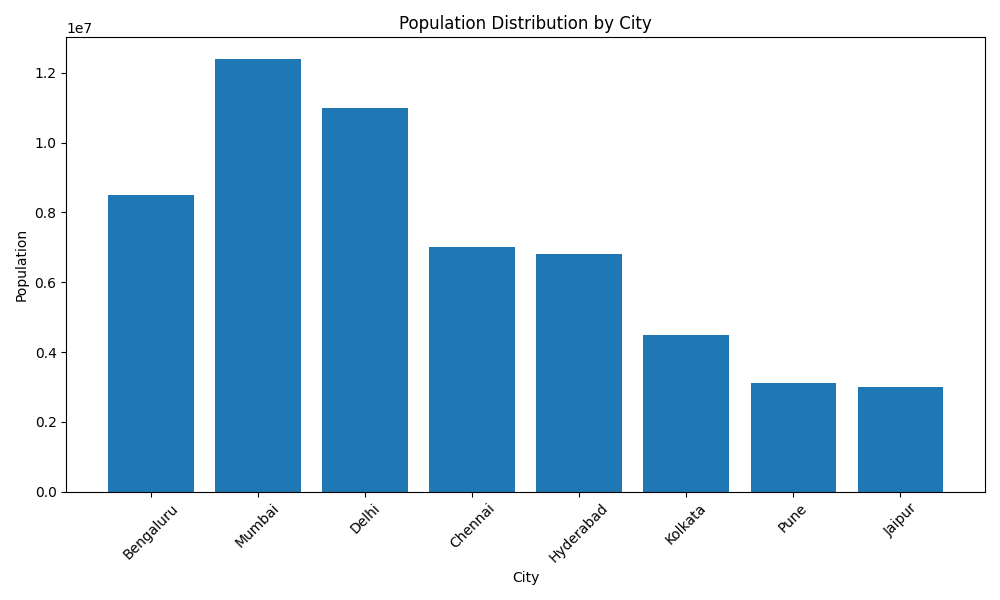 Population Distribution by City
1e7
1.2
1.0
0.8
0.6
0.4
0.2
0.0
Population
Bengaluru
Mumbai
Delhi
Chennai
Hyderabad
Kolkata
Pune
Jaipur
City